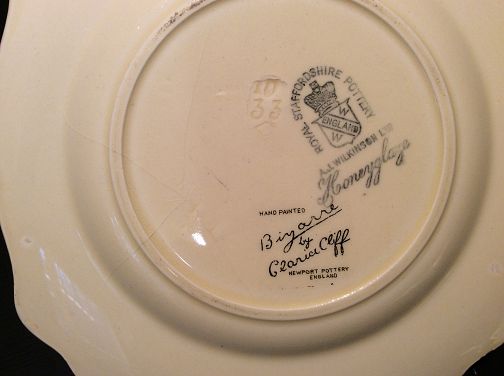 10
33
ROYAL STAFFORDSHIRE POTTERY
W
ENGLAND
W
A.J. WILKINSON LTD
Honeyglaze
HAND PAINTED
Bizarre
by
Clarice Cliff
NEWPORT POTTERY
ENGLAND